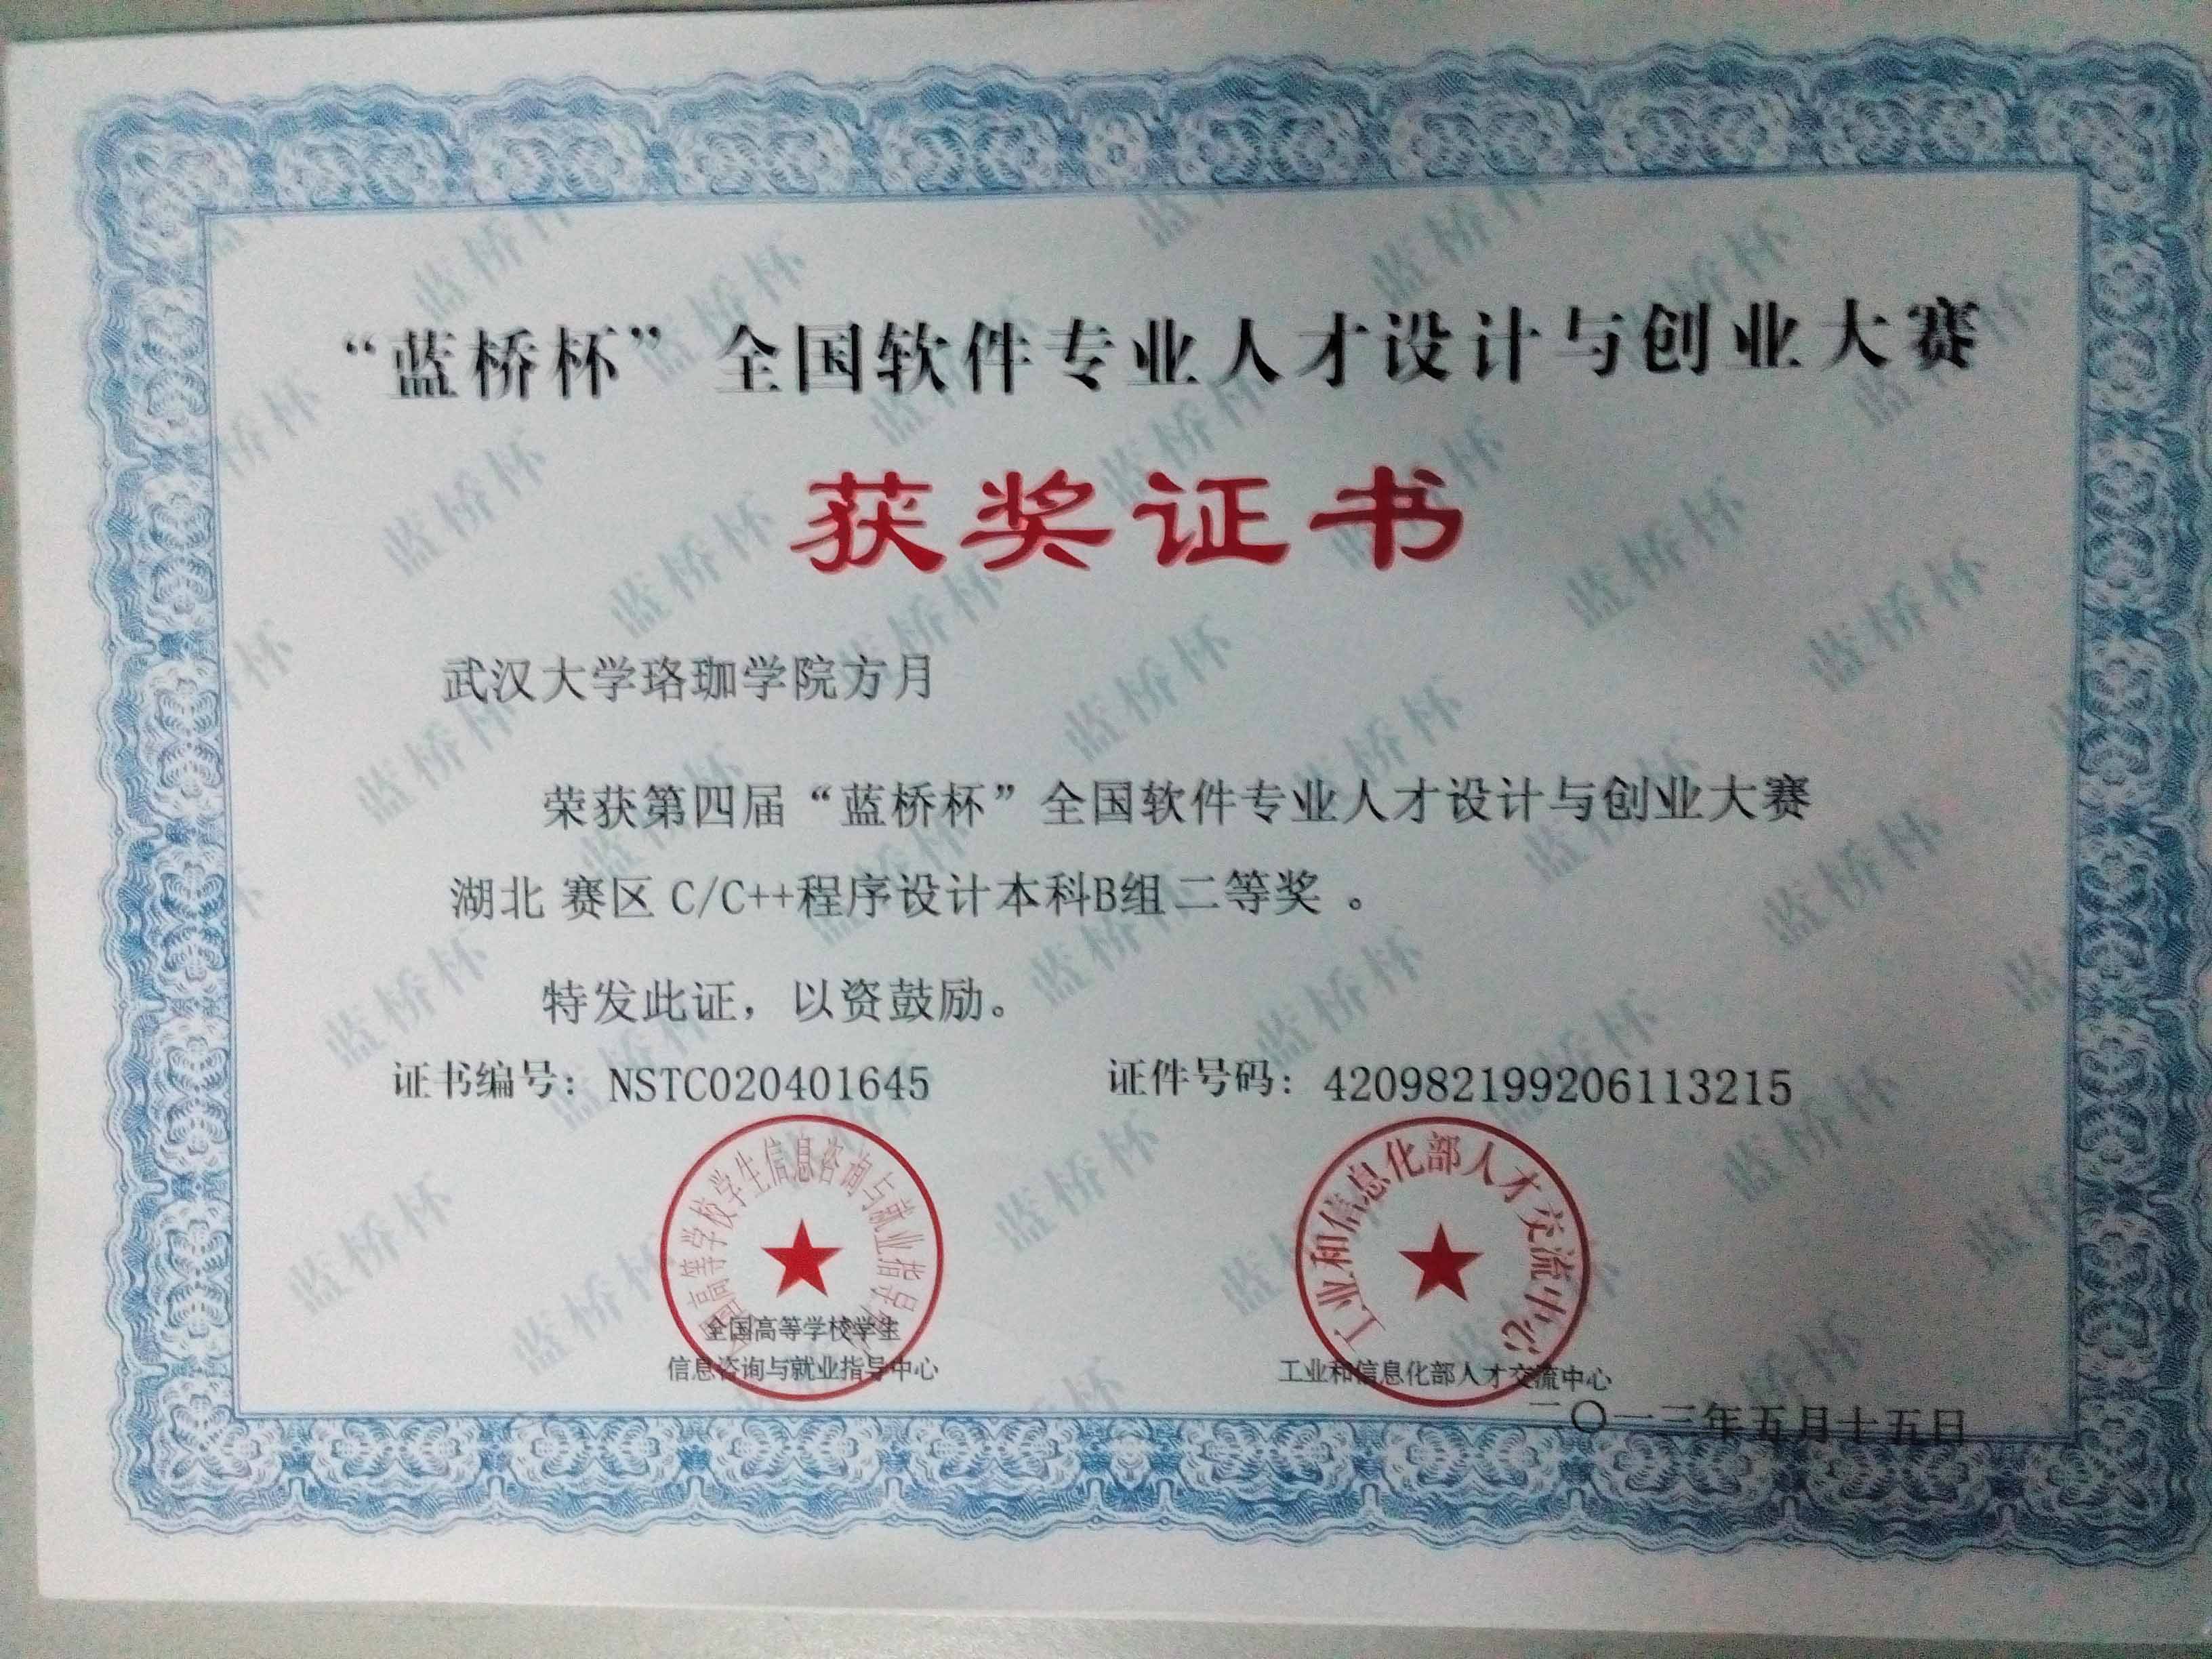 “蓝桥杯”全国软件专业人才设计与创业大赛
获奖证书
武汉大学珞珈学院方月
荣获第四届“蓝桥杯”全国软件专业人才设计与创业大赛
湖北 赛区 C/C++程序设计本科B组 二等奖 。
特发此证，以资鼓励。
证书编号：NSTC020401645 证件号码：420982199206113215
全国高等学校学生信息咨询与就业指导中心
工业和信息化部人才交流中心
全国高等学校学生
信息咨询与就业指导中心
工业和信息化部人才交流中心
二〇一三年五月十五日
蓝桥杯